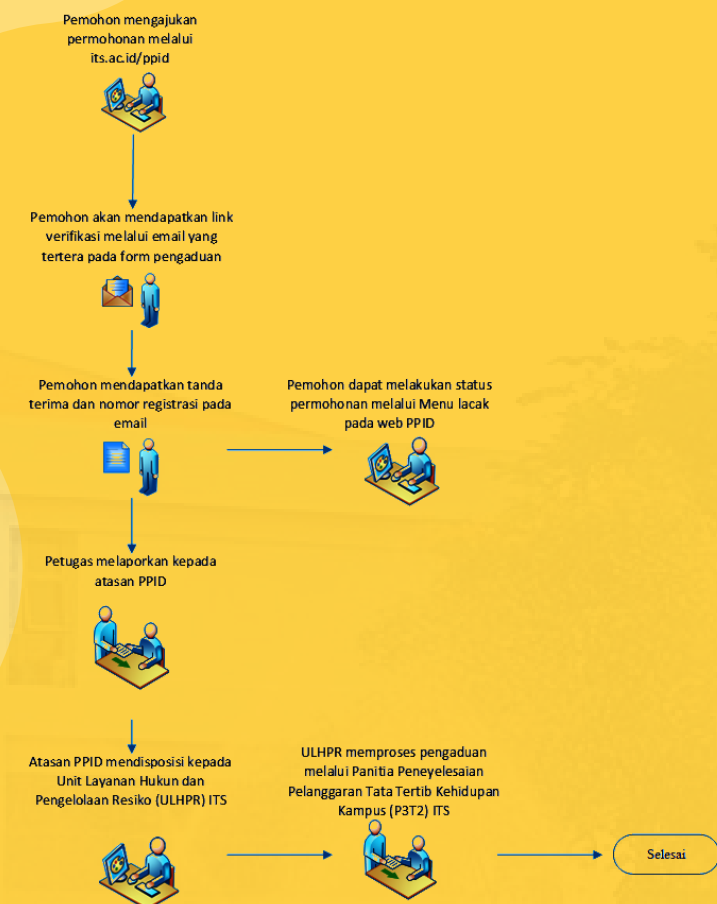 Pemohon mengajukan
permohonan melalui
its.ac.id/ppid
Pemohon akan mendapatkan link
verifikasi melalui email yang
tertera pada form pengaduan
Pemohon mendapatkan tanda
terima dan nomor registrasi pada
email
Pemohon dapat melakukan status
permohonan melalui Menu lacak
pada web PPID
Petugas melaporkan kepada
atasan PPID
Atasan PPID mendisposisi kepada
Unit Layanan Hukun dan
Pengelolaan Resiko (ULHPR) ITS
ULHPR memproses pengaduan
melalui Panitia Peneyelesaian
Pelanggaran Tata Tertib Kehidupan
Kampus (P3T2) ITS
Selesai